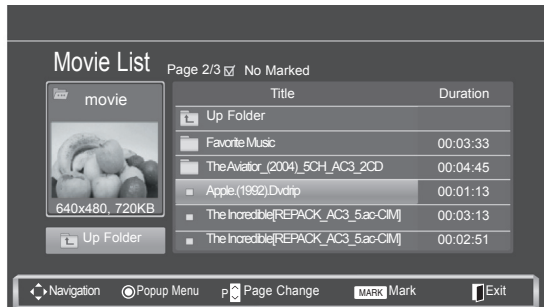 Movie List Page 2/3 No Marked
movie
Title Duration
Up Folder
Favorite Music 00:03:33
The Aviatior_(2004)_5CH_AC3_2CD 00:04:45
Apple.(1992).Dvdrip 00:01:13
The Incredible[REPACK_AC3_5.ac-CIM] 00:03:13
The Incredible[REPACK_AC3_5.ac-CIM] 00:02:51
640x480, 720KB
Up Folder
Navigation Popup Menu P Page Change MARK Mark Exit